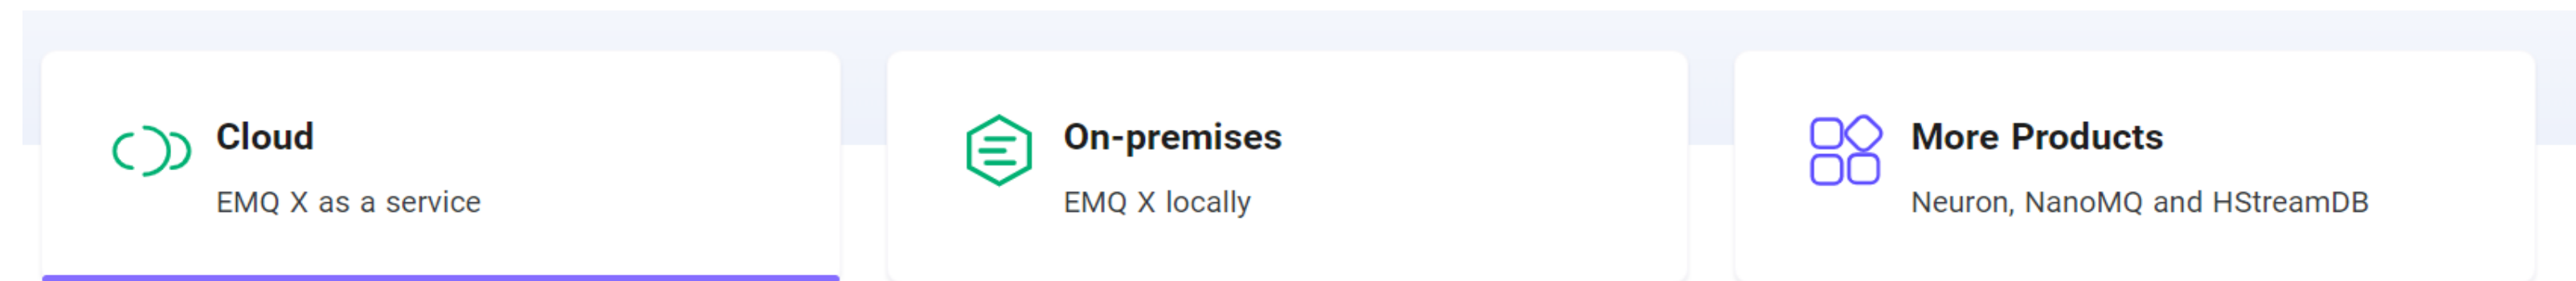 Cloud
EMQ X as a service
On-premises
EMQ X locally
More Products
Neuron, NanoMQ and HStreamDB